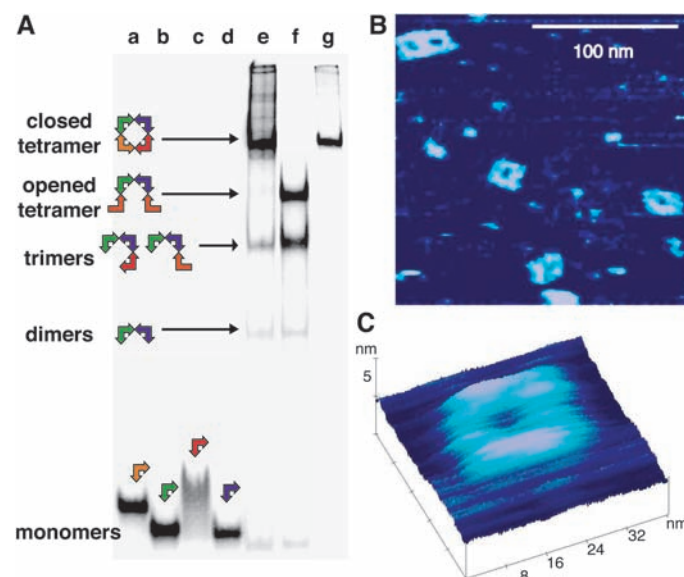 A
a b c d e f g
closed
tetramer
opened
tetramer
trimers
dimers
monomers
B
100 nm
C
nm
5
8
16
24
32
nm